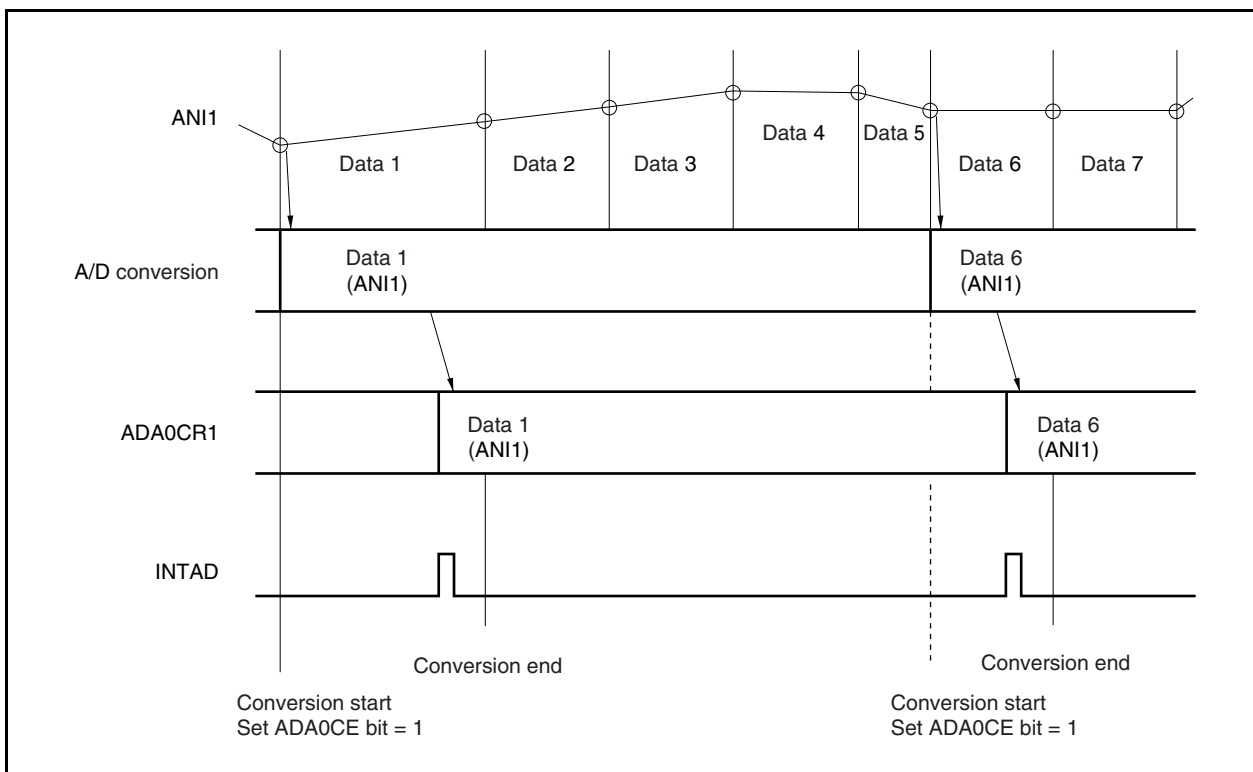 ANI1
Data 1
Data 2
Data 3
Data 4
Data 5
Data 6
Data 7
A/D conversion
Data 1
(ANI1)
Data 6
(ANI1)
ADA0CR1
Data 1
(ANI1)
Data 6
(ANI1)
INTAD
Conversion end
Conversion end
Conversion start
Set ADA0CE bit = 1
Conversion start
Set ADA0CE bit = 1